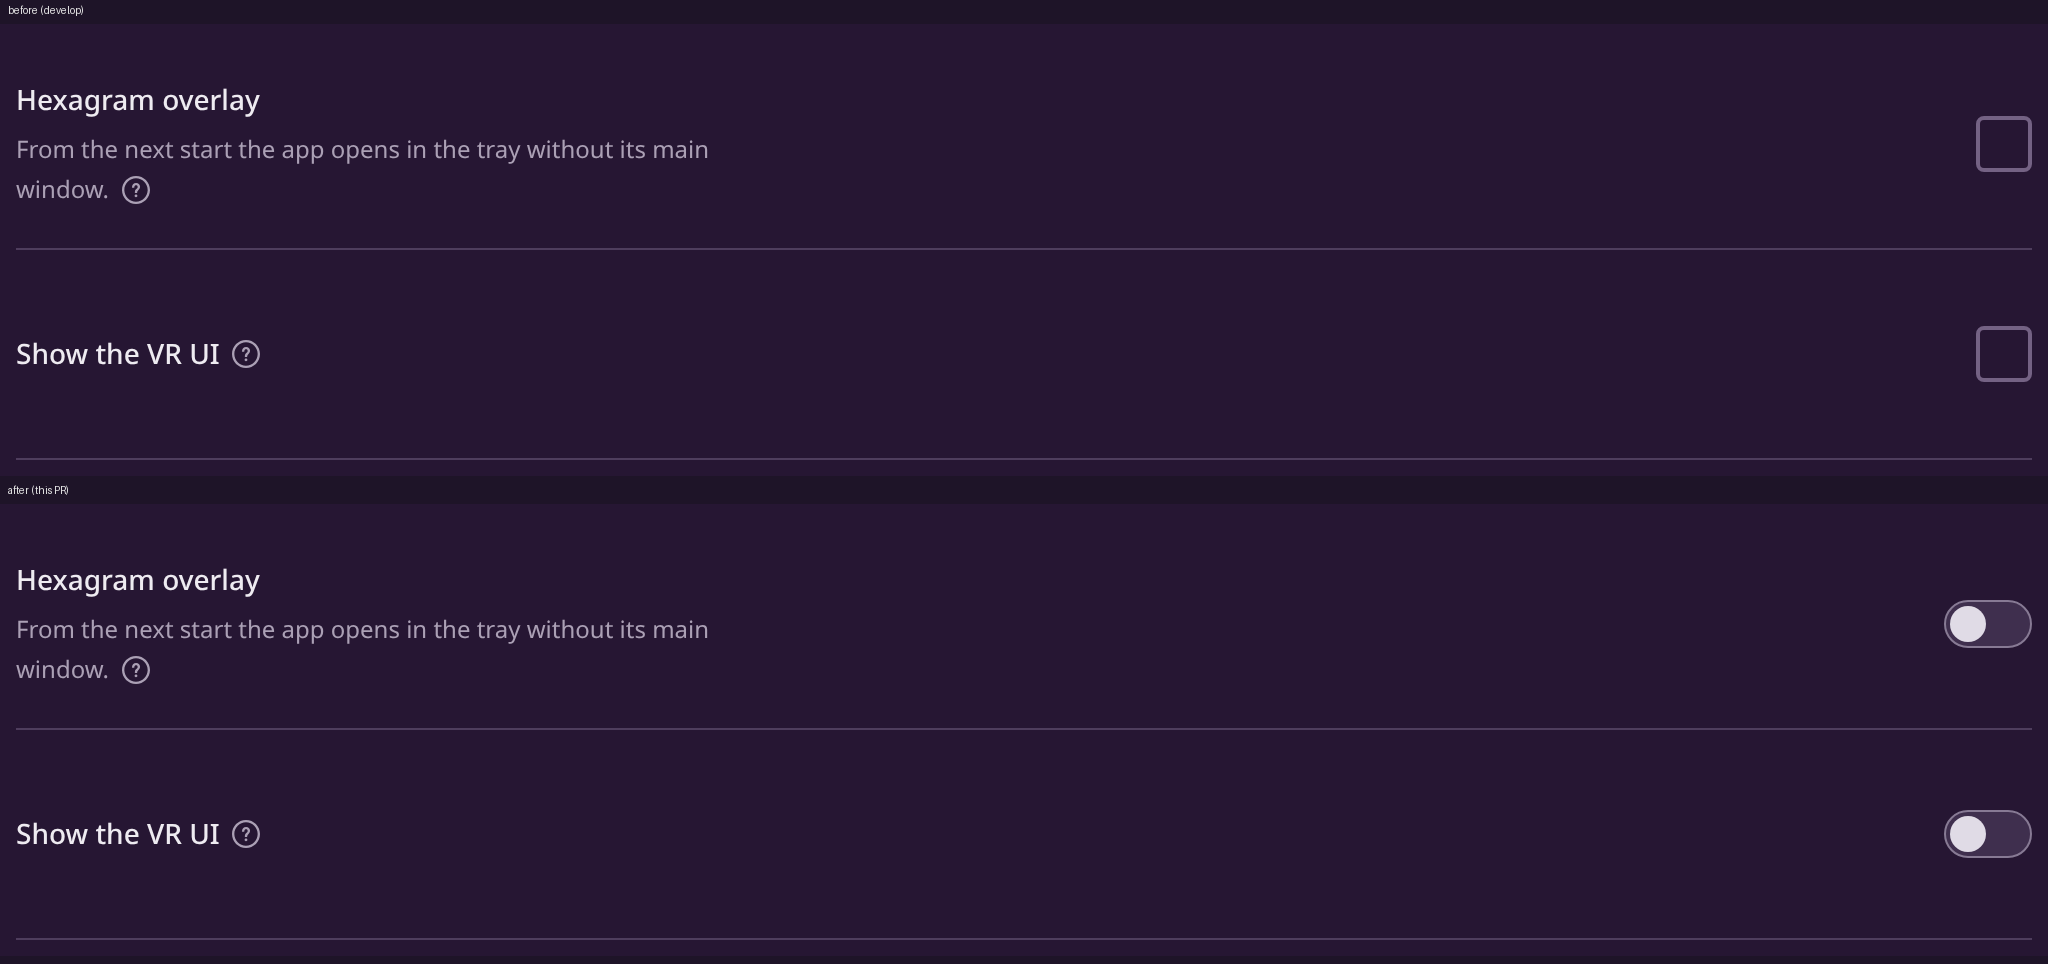 before (develop)
Hexagram overlay
From the next start the app opens in the tray without its main
window. ?
Show the VR UI ?
after (this PR)
Hexagram overlay
From the next start the app opens in the tray without its main
window. ?
Show the VR UI ?